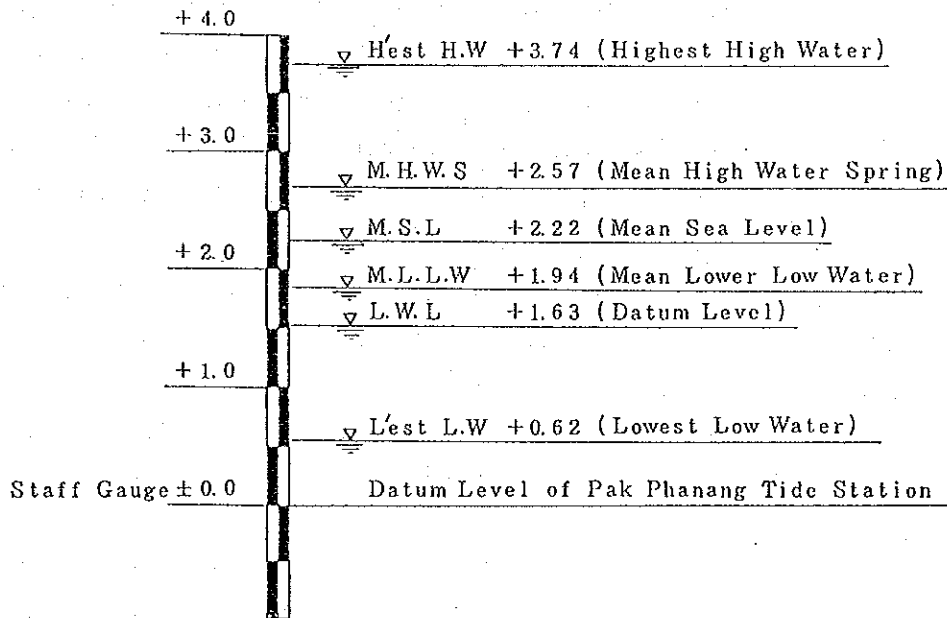 + 4.0
H'est H.W +3.74 (Highest High Water)
+ 3.0
M.H.W.S +2.57 (Mean High Water Spring)
M.S.L +2.22 (Mean Sea Level)
+ 2.0
M.L.L.W +1.94 (Mean Lower Low Water)
L.W.L +1.63 (Datum Level)
+ 1.0
L'est L.W +0.62 (Lowest Low Water)
Staff Gauge ± 0.0 Datum Level of Pak Phanang Tide Station